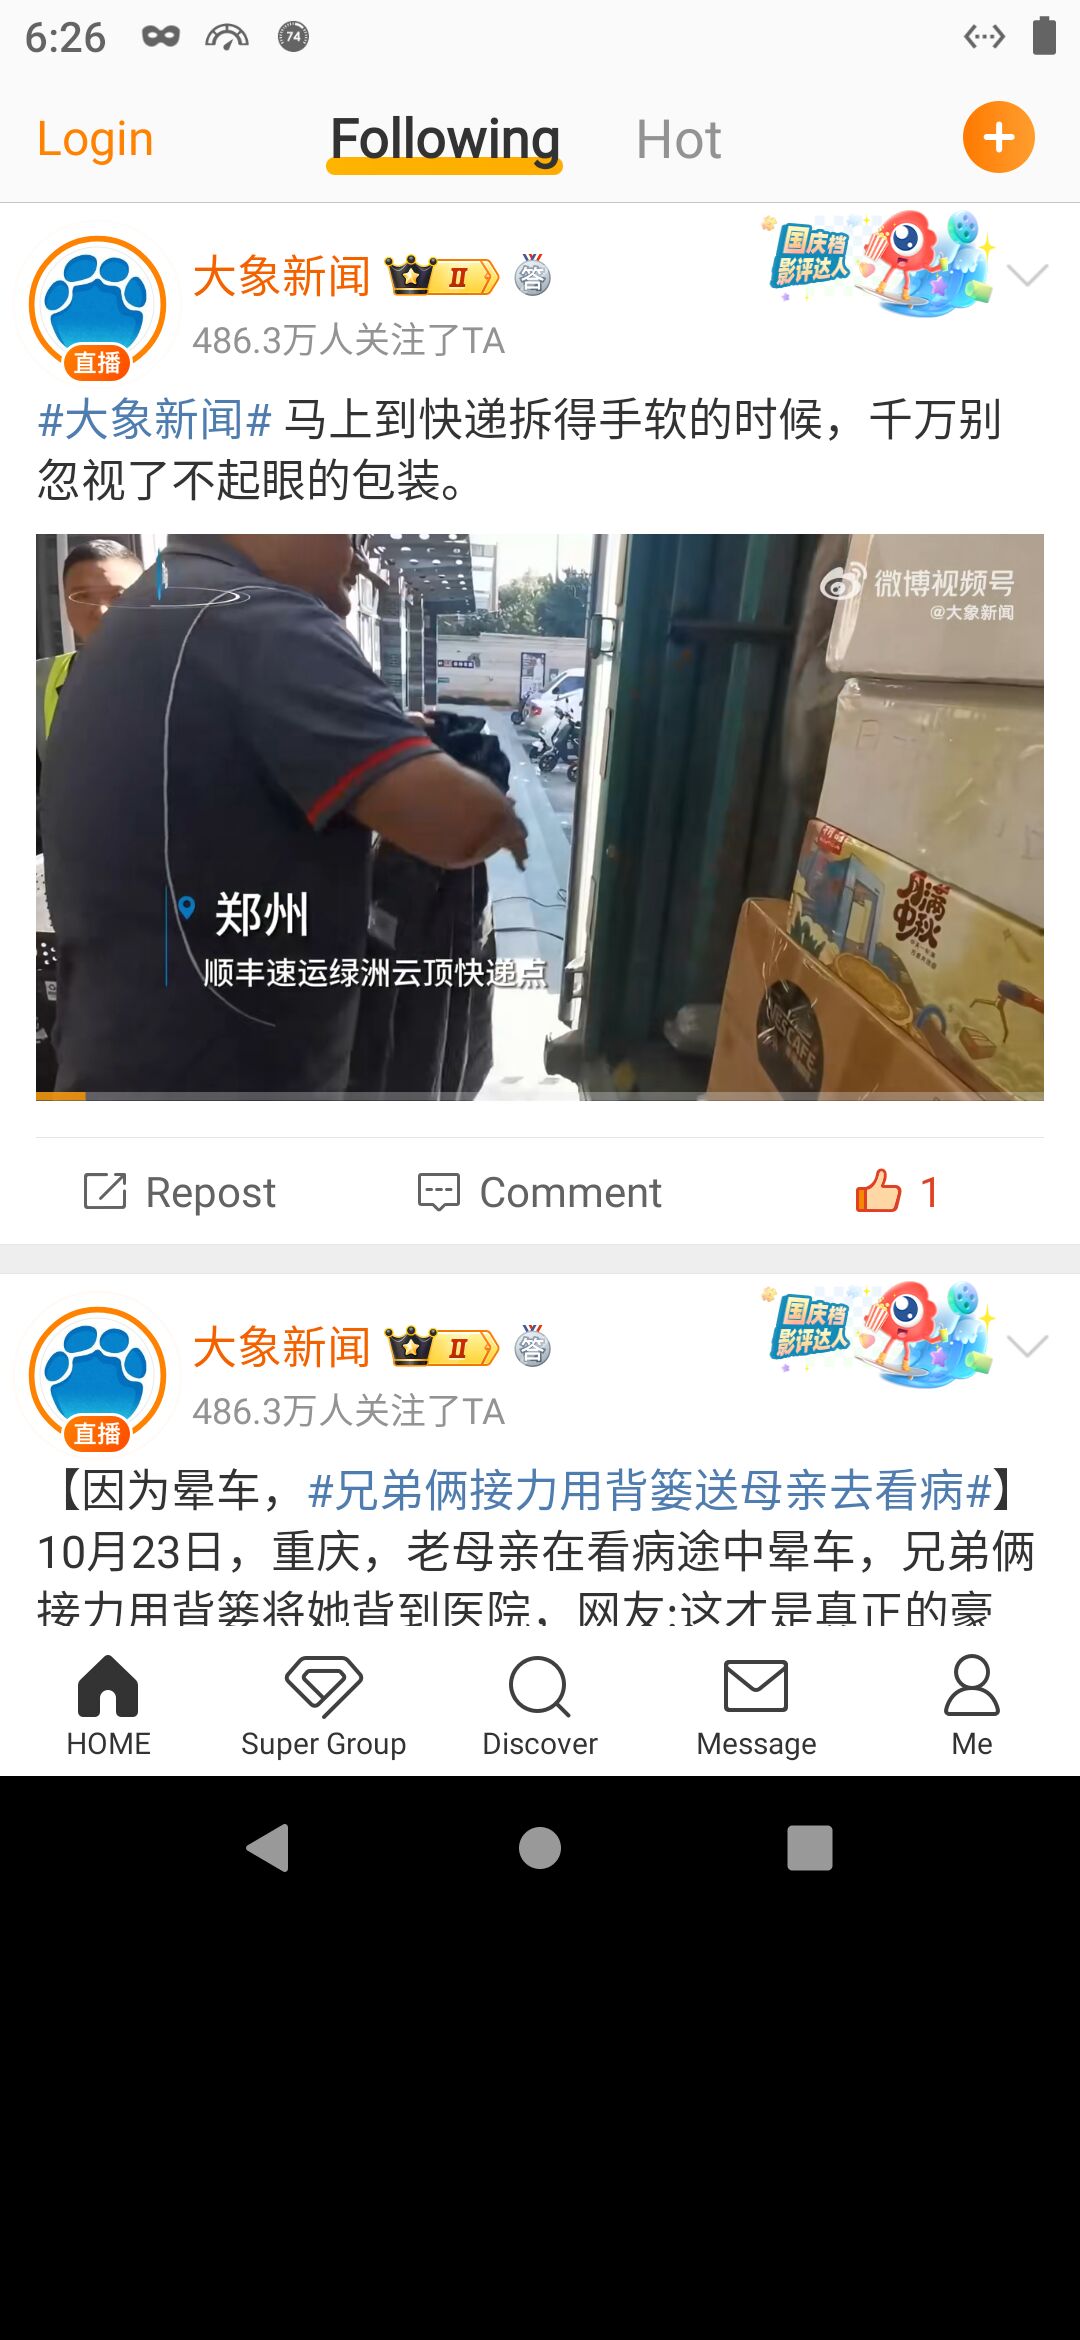 6:26
74
Login
Following
Hot
国庆档
影评达人
大象新闻
II
答
486.3万人关注了TA
直播
#大象新闻# 马上到快递拆得手软的时候，千万别
忽视了不起眼的包装。
微博视频号
@大象新闻
月满
中秋
郑州
顺丰速运绿洲云顶快递点
NESCAFE
Repost
Comment
1
国庆档
影评达人
大象新闻
II
答
486.3万人关注了TA
直播
【因为晕车，#兄弟俩接力用背篓送母亲去看病#】
10月23日，重庆，老母亲在看病途中晕车，兄弟俩
接力用背篓将她背到医院，网友:这才是真正的豪
HOME
Super Group
Discover
Message
Me